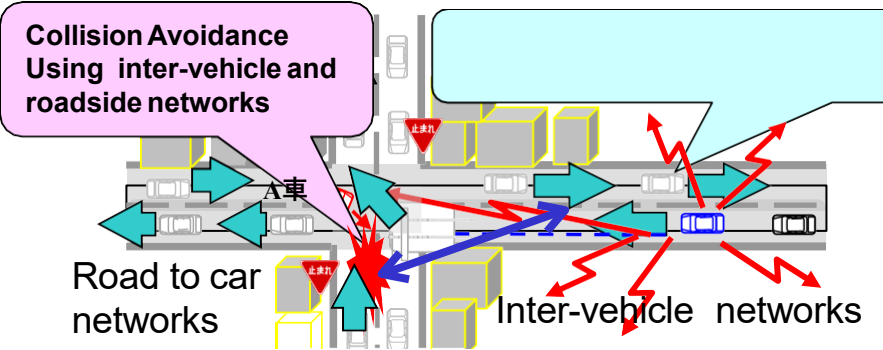 Collision Avoidance
Using inter-vehicle and
roadside networks
止まれ
A車
止まれ
Road to car
networks
Inter-vehicle networks